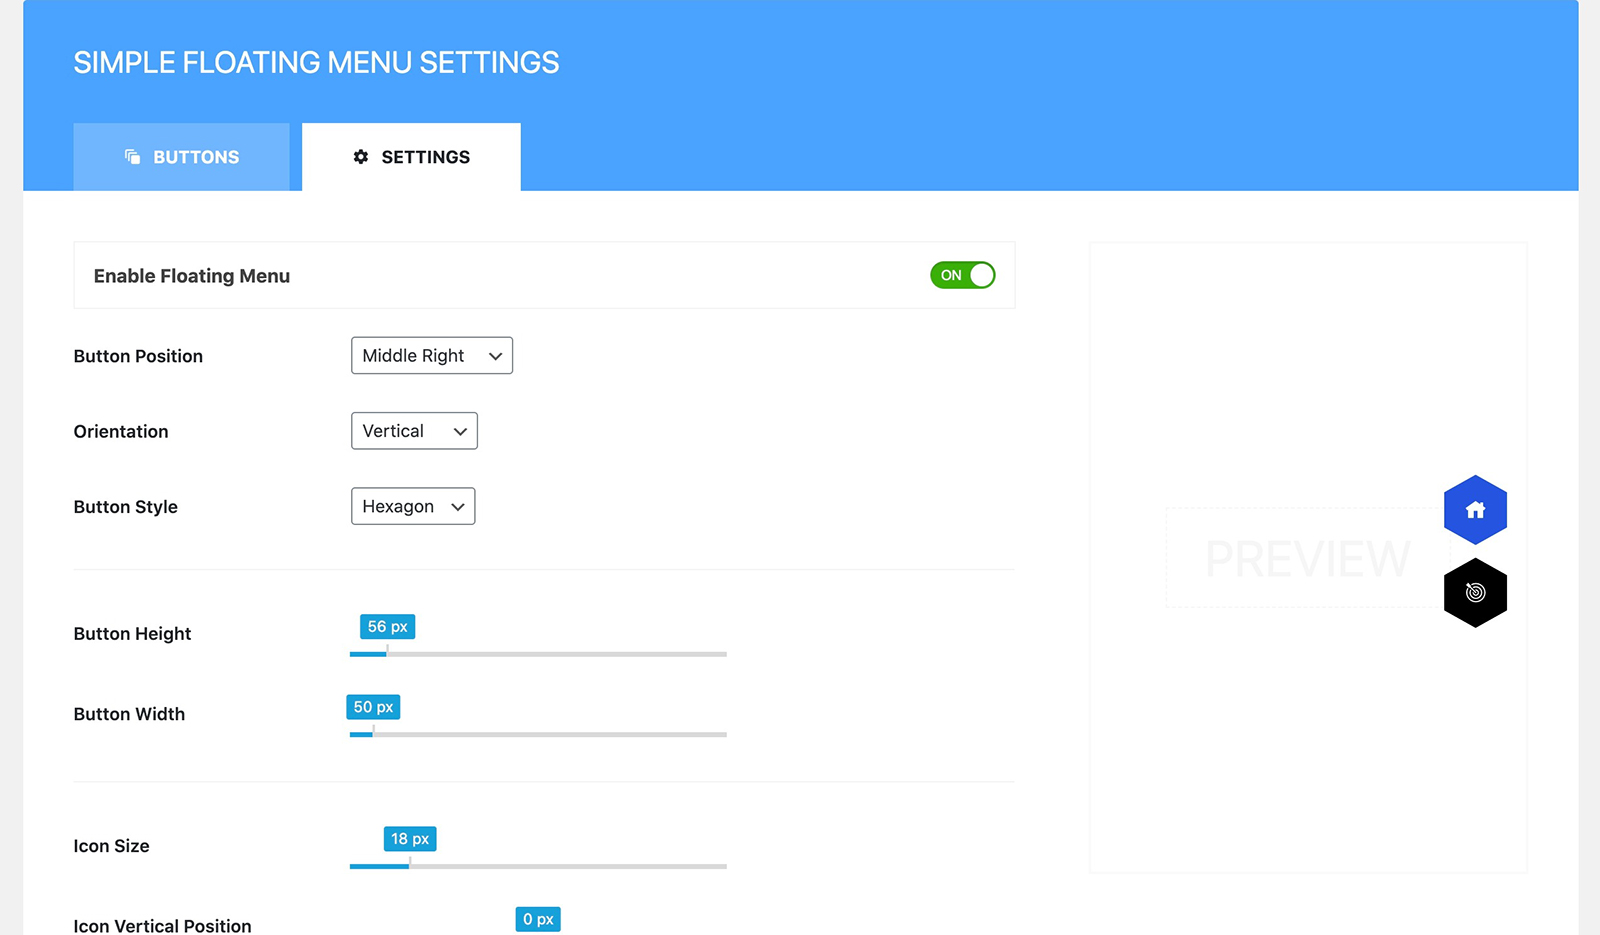 SIMPLE FLOATING MENU SETTINGS
BUTTONS
SETTINGS
Enable Floating Menu
ON
Button Position
Middle Right
Orientation
Vertical
Button Style
Hexagon
PREVIEW
Button Height
56 px
Button Width
50 px
Icon Size
18 px
Icon Vertical Position
0 px